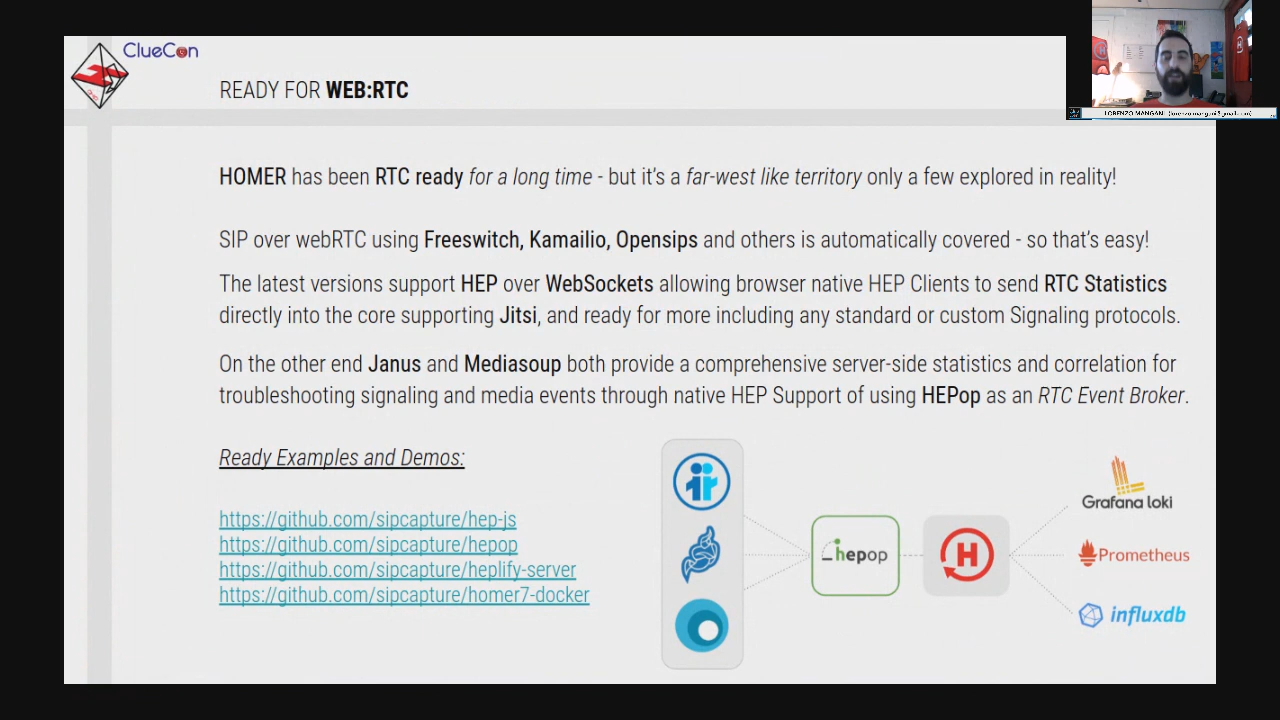 ClueCon
READY FOR WEB:RTC
LORENZO MANGANI (lorenzo.mangani@gmail.com)
HOMER has been RTC ready for a long time - but it's a far-west like territory only a few explored in reality!
SIP over webRTC using Freeswitch, Kamailio, Opensips and others is automatically covered - so that's easy!
The latest versions support HEP over WebSockets allowing browser native HEP Clients to send RTC Statistics
directly into the core supporting Jitsi, and ready for more including any standard or custom Signaling protocols.
On the other end Janus and Mediasoup both provide a comprehensive server-side statistics and correlation for
troubleshooting signaling and media events through native HEP Support of using HEPop as an RTC Event Broker.
Ready Examples and Demos:
https://github.com/sipcapture/hep-js
https://github.com/sipcapture/hepop
https://github.com/sipcapture/heplify-server
https://github.com/sipcapture/homer7-docker
hepop
H
Grafana loki
Prometheus
influxdb